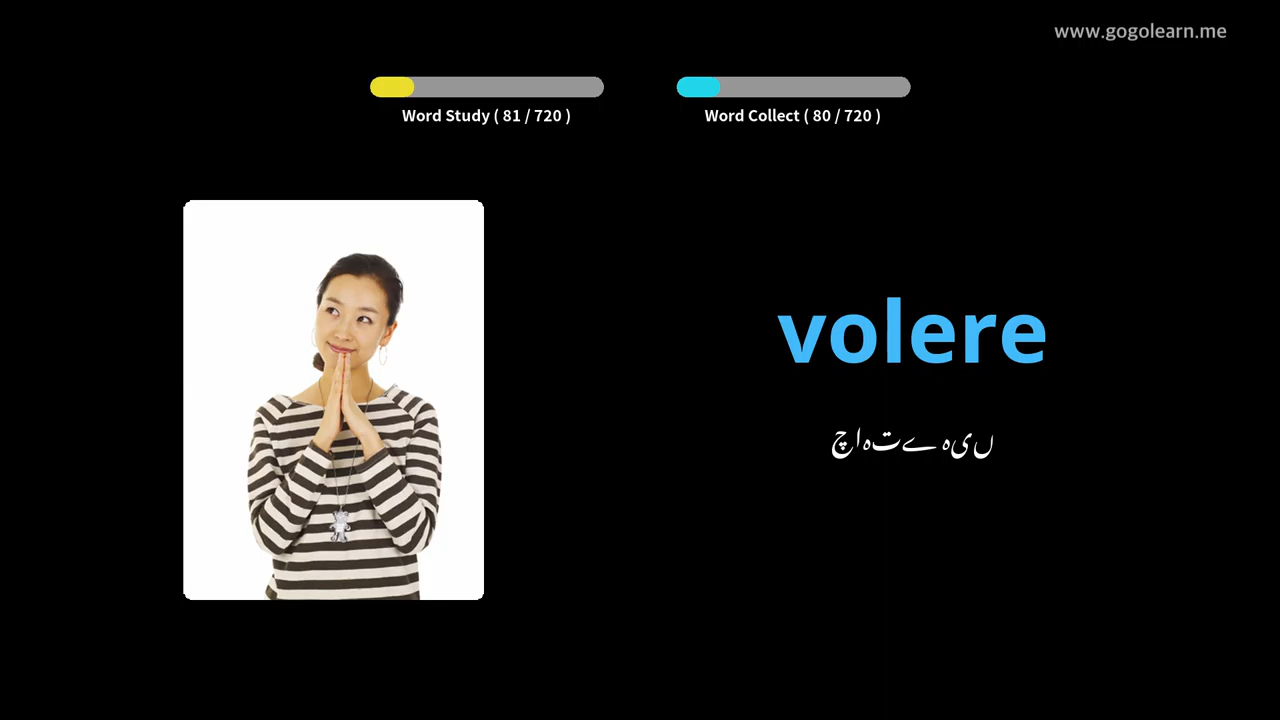 www.gogolearn.me
Word Study ( 81 / 720 )
Word Collect ( 80 / 720 )
volere
چاہتے ہیں